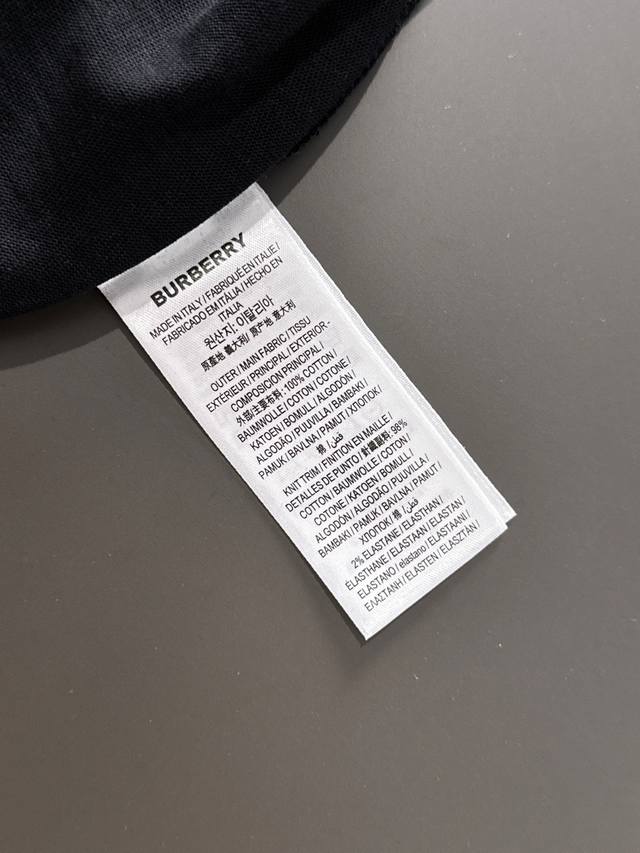 BURBERRY
MADE IN ITALY / FABRIQUÉ EN ITALIE /
FABRICADO EM ITÁLIA / HECHO EN
ITALIA
원산지: 이탈리아
原產地 義大利 / 原产地 意大利
OUTER / MAIN FABRIC / TISSU
EXTÉRIEUR / PRINCIPAL / EXTERIOR -
COMPOSICIÓN PRINCIPAL /
外部/主要布料: 100% COTTON /
BAUMWOLLE / COTON / COTONE /
KATOEN / BOMULL / ALGODÓN /
ALGODÃO / PUUVILLA / BAMBAKI /
PAMUK / BAVLNA / PAMUT / ХЛОПОК /
棉 / قطن
KNIT TRIM / FINITION EN MAILLE /
DETALLES DE PUNTO / 針織副料: 98%
COTTON / BAUMWOLLE / COTON /
COTONE / KATOEN / BOMULL /
ALGODÓN / ALGODÃO / PUUVILLA /
BAMBAKI / PAMUK / BAVLNA / PAMUT /
ХЛОПОК / 棉 / قطن
2% ELASTANE / ELASTHAN /
ÉLASTHANNE / ELASTAAN / ELASTAN /
ELASTANO / elastano / ELASTAANI /
ΕΛΑΣΤΑΝΗ / ELASTEN / ELASZTÁN /